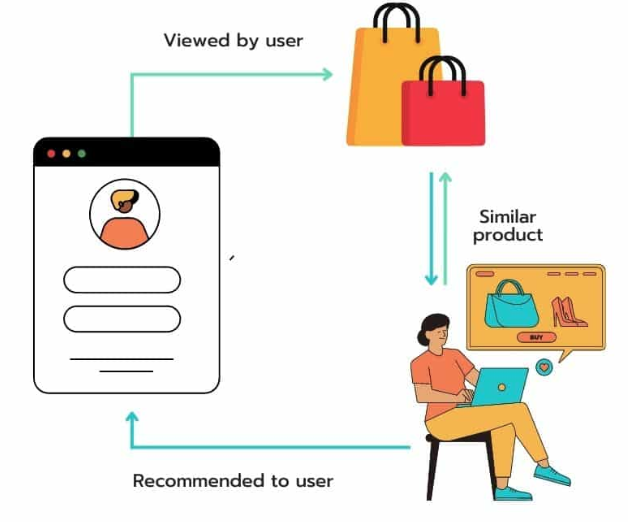 Viewed by user
Similar
product
BUY
Recommended to user